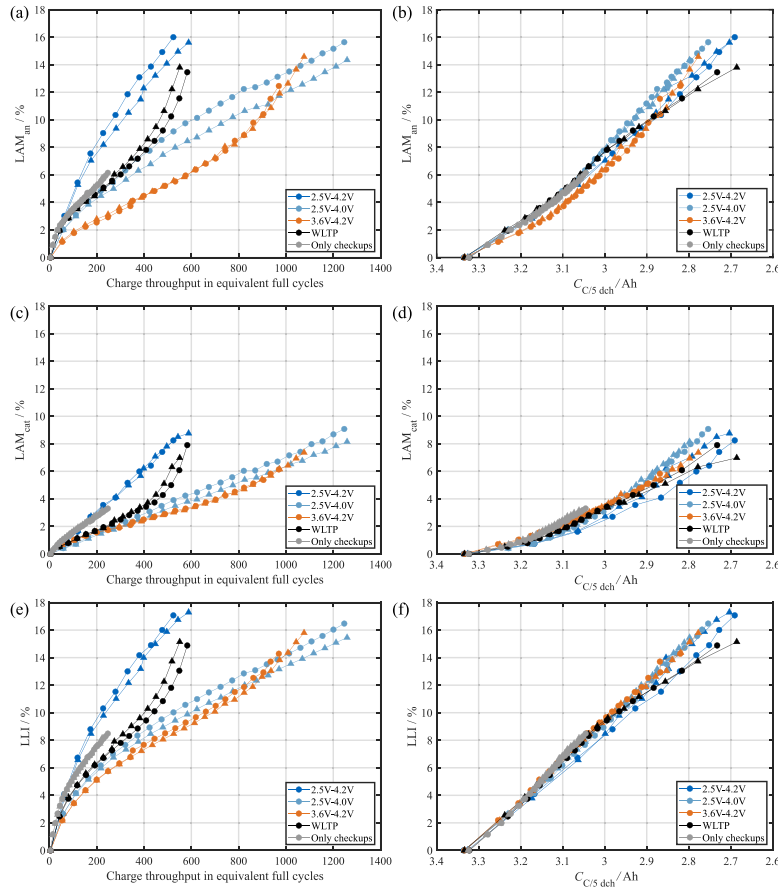 (a)
LAM_an / %
18
16
14
12
10
8
6
4
2
0
0 200 400 600 800 1000 1200 1400
Charge throughput in equivalent full cycles
2.5V-4.2V
2.5V-4.0V
3.6V-4.2V
WLTP
Only checkups
(b)
LAM_an / %
18
16
14
12
10
8
6
4
2
0
3.4 3.3 3.2 3.1 3 2.9 2.8 2.7 2.6
C_C/5 dch / Ah
2.5V-4.2V
2.5V-4.0V
3.6V-4.2V
WLTP
Only checkups
(c)
LAM_cat / %
18
16
14
12
10
8
6
4
2
0
0 200 400 600 800 1000 1200 1400
Charge throughput in equivalent full cycles
2.5V-4.2V
2.5V-4.0V
3.6V-4.2V
WLTP
Only checkups
(d)
LAM_cat / %
18
16
14
12
10
8
6
4
2
0
3.4 3.3 3.2 3.1 3 2.9 2.8 2.7 2.6
C_C/5 dch / Ah
2.5V-4.2V
2.5V-4.0V
3.6V-4.2V
WLTP
Only checkups
(e)
LLI / %
18
16
14
12
10
8
6
4
2
0
0 200 400 600 800 1000 1200 1400
Charge throughput in equivalent full cycles
2.5V-4.2V
2.5V-4.0V
3.6V-4.2V
WLTP
Only checkups
(f)
LLI / %
18
16
14
12
10
8
6
4
2
0
3.4 3.3 3.2 3.1 3 2.9 2.8 2.7 2.6
C_C/5 dch / Ah
2.5V-4.2V
2.5V-4.0V
3.6V-4.2V
WLTP
Only checkups